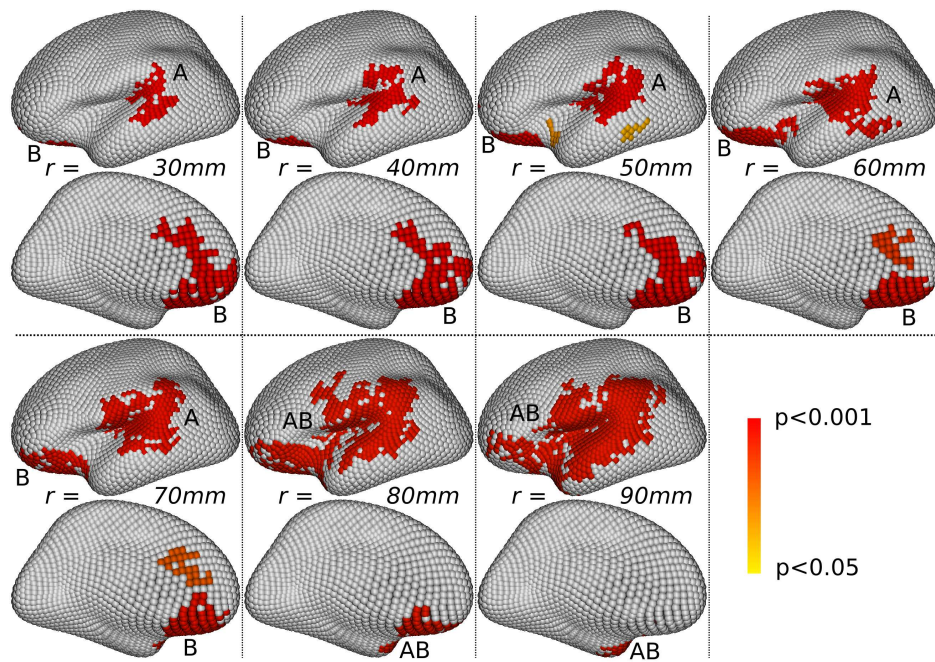 A
A
A
A
B
B
B
B
r = 30mm
r = 40mm
r = 50mm
r = 60mm
B
B
B
B
A
AB
AB
B
r = 70mm
r = 80mm
r = 90mm
B
AB
AB
p<0.001
p<0.05